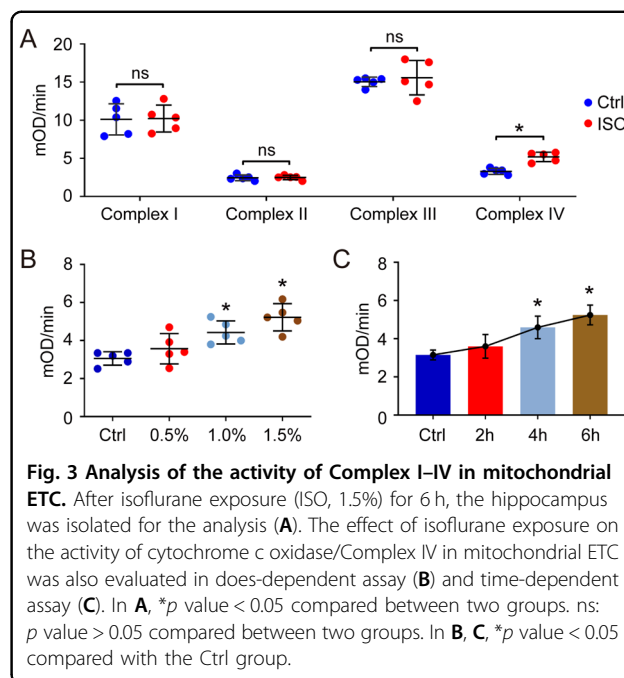 A
20
15
10
5
0
mOD/min
ns
ns
ns
*
Ctrl
ISO
Complex I
Complex II
Complex III
Complex IV
B
8
6
4
2
0
mOD/min
*
*
Ctrl
0.5%
1.0%
1.5%
C
8
6
4
2
0
mOD/min
*
*
Ctrl
2h
4h
6h
Fig. 3 Analysis of the activity of Complex I–IV in mitochondrial
ETC. After isoflurane exposure (ISO, 1.5%) for 6 h, the hippocampus
was isolated for the analysis (A). The effect of isoflurane exposure on
the activity of cytochrome c oxidase/Complex IV in mitochondrial ETC
was also evaluated in does-dependent assay (B) and time-dependent
assay (C). In A, *p value < 0.05 compared between two groups. ns:
p value > 0.05 compared between two groups. In B, C, *p value < 0.05
compared with the Ctrl group.